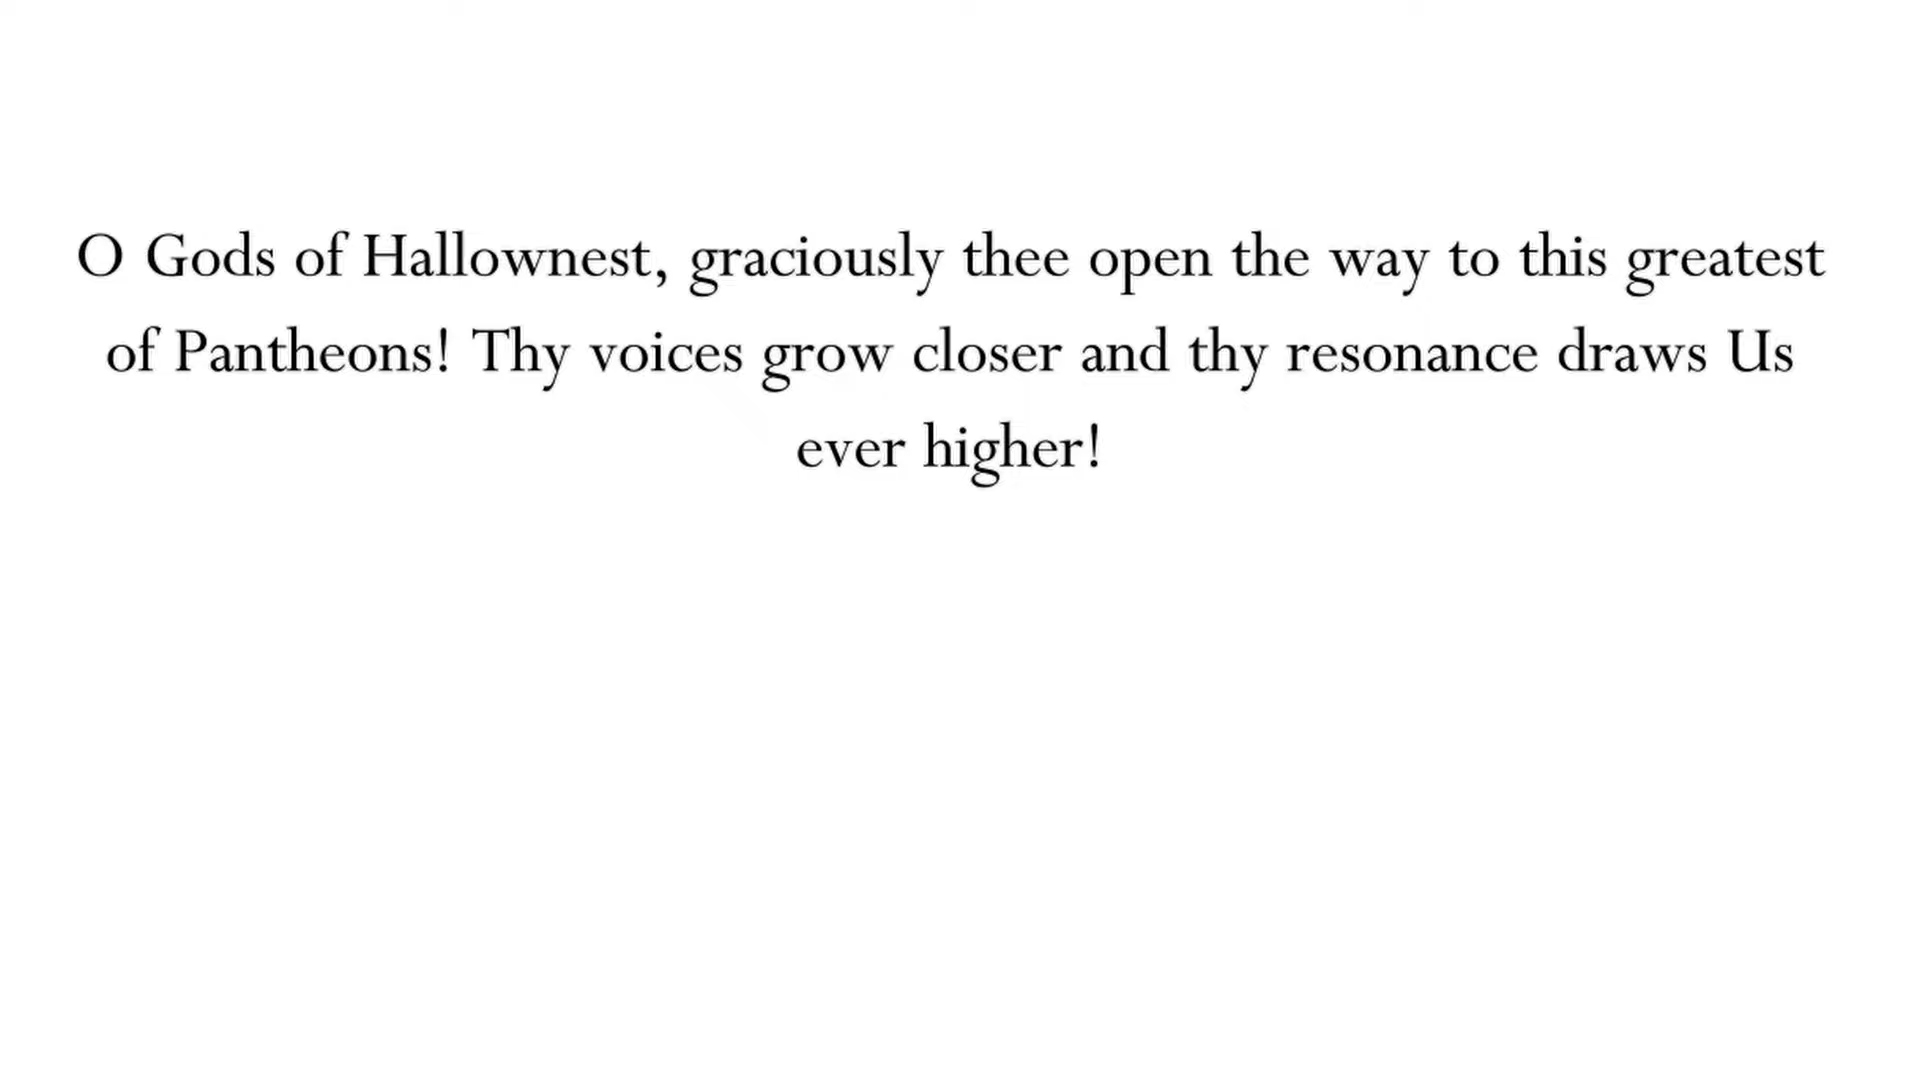 O Gods of Hallownest, graciously thee open the way to this greatest
of Pantheons! Thy voices grow closer and thy resonance draws Us
ever higher!